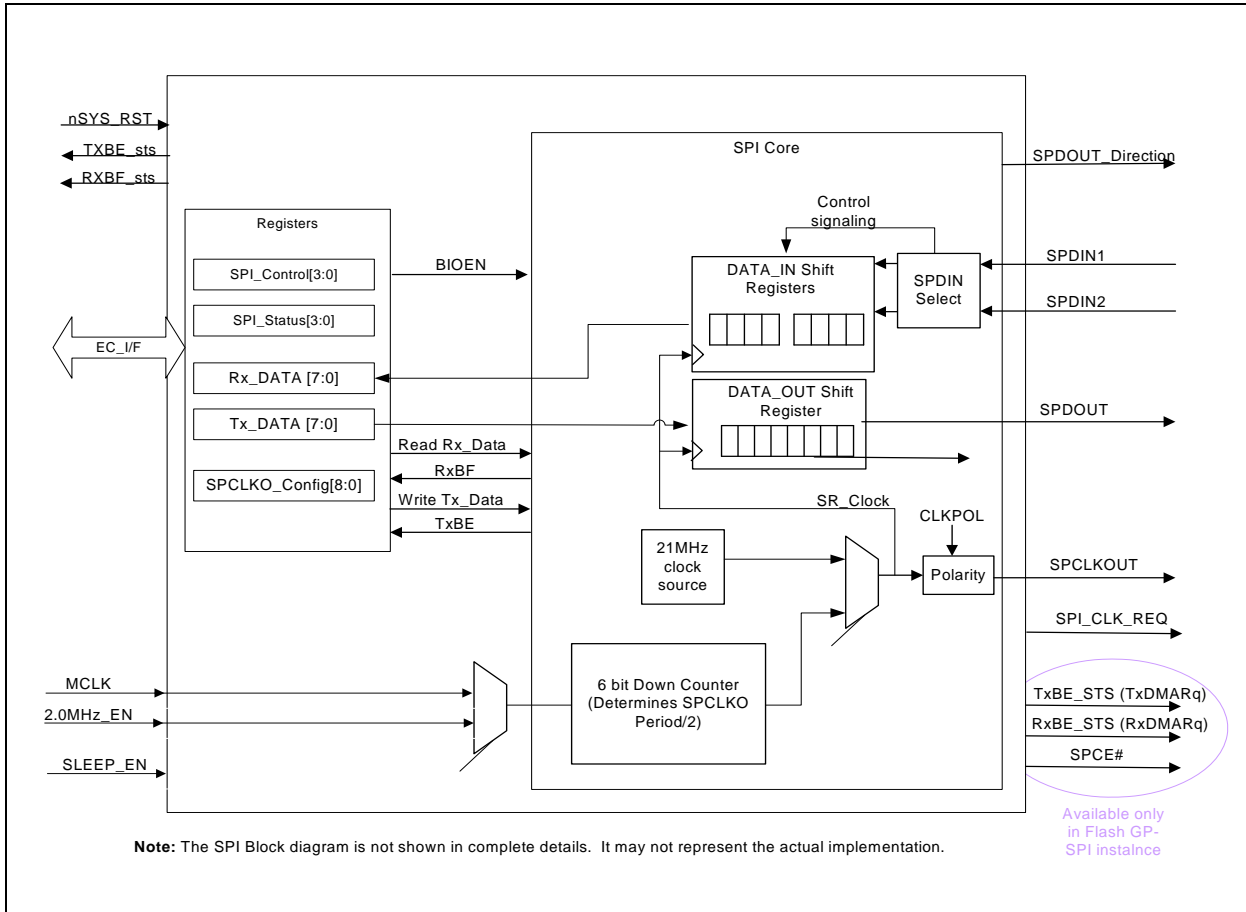 nSYS_RST
TXBE_sts
RXBF_sts
EC_I/F
MCLK
2.0MHz_EN
SLEEP_EN
Registers
SPI_Control[3:0]
SPI_Status[3:0]
Rx_DATA [7:0]
Tx_DATA [7:0]
SPCLKO_Config[8:0]
BIOEN
Read Rx_Data
RxBF
Write Tx_Data
TxBE
SPI Core
Control
signaling
DATA_IN Shift
Registers
SPDIN
Select
DATA_OUT Shift
Register
SR_Clock
CLKPOL
21MHz
clock
source
Polarity
6 bit Down Counter
(Determines SPCLKO
Period/2)
SPDOUT_Direction
SPDIN1
SPDIN2
SPDOUT
SPCLKOUT
SPI_CLK_REQ
TxBE_STS (TxDMARq)
RxBE_STS (RxDMARq)
SPCE#
Available only
in Flash GP-
SPI instalnce
Note: The SPI Block diagram is not shown in complete details. It may not represent the actual implementation.